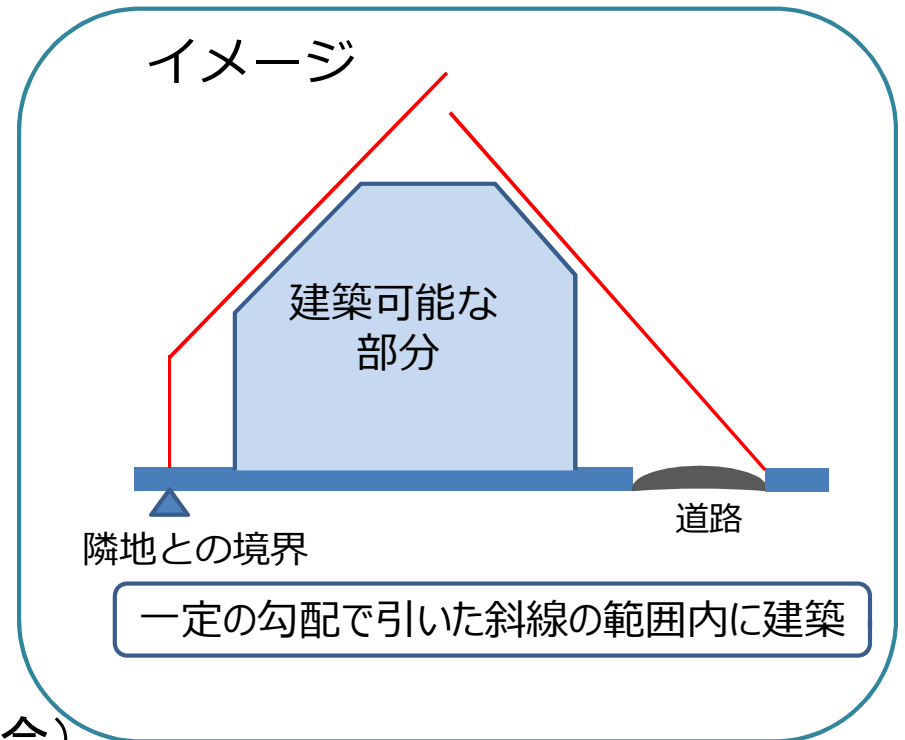 イメージ
建築可能な
部分
道路
隣地との境界
一定の勾配で引いた斜線の範囲内に建築
合）